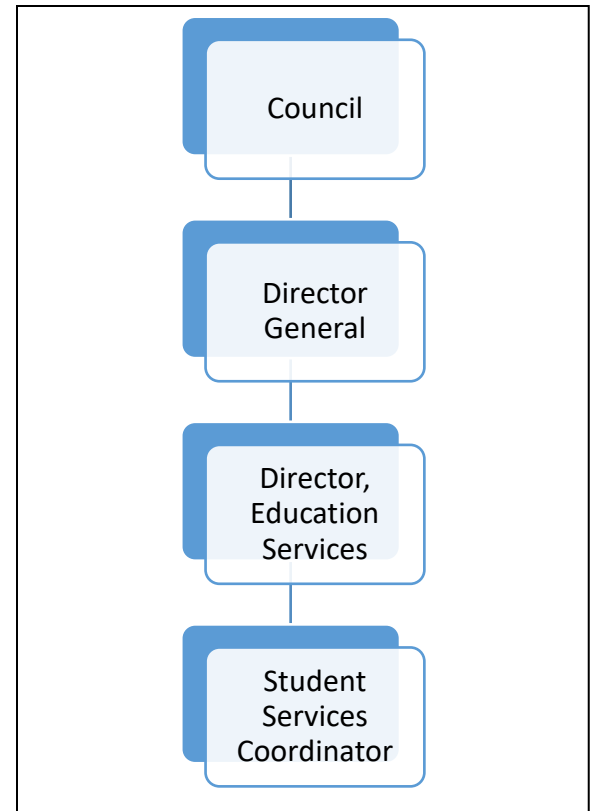 Council
Director
General
Director,
Education
Services
Student
Services
Coordinator